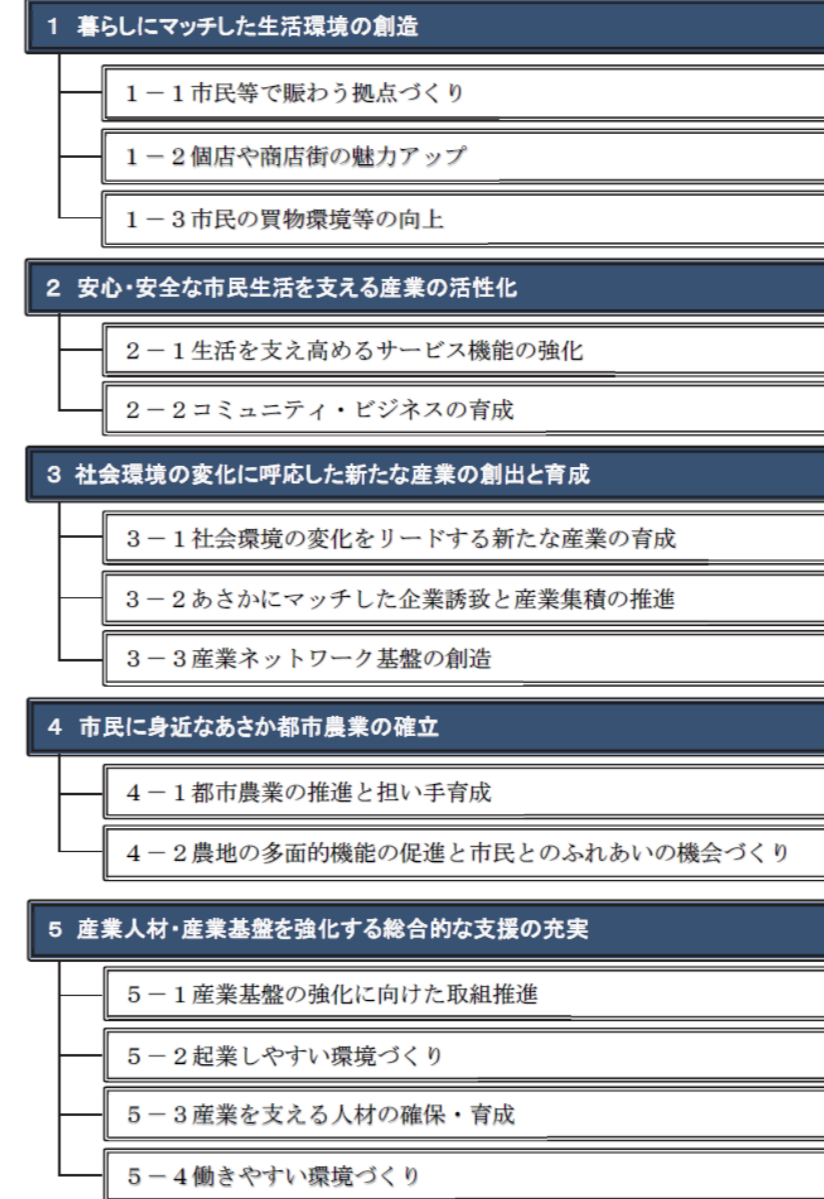 １ 暮らしにマッチした生活環境の創造
１－１市民等で賑わう拠点づくり
１－２個店や商店街の魅力アップ
１－３市民の買物環境等の向上
２ 安心・安全な市民生活を支える産業の活性化
２－１生活を支え高めるサービス機能の強化
２－２コミュニティ・ビジネスの育成
３ 社会環境の変化に呼応した新たな産業の創出と育成
３－１社会環境の変化をリードする新たな産業の育成
３－２あさかにマッチした企業誘致と産業集積の推進
３－３産業ネットワーク基盤の創造
４ 市民に身近なあさか都市農業の確立
４－１都市農業の推進と担い手育成
４－２農地の多面的機能の促進と市民とのふれあいの機会づくり
５ 産業人材・産業基盤を強化する総合的な支援の充実
５－１産業基盤の強化に向けた取組推進
５－２起業しやすい環境づくり
５－３産業を支える人材の確保・育成
５－４働きやすい環境づくり